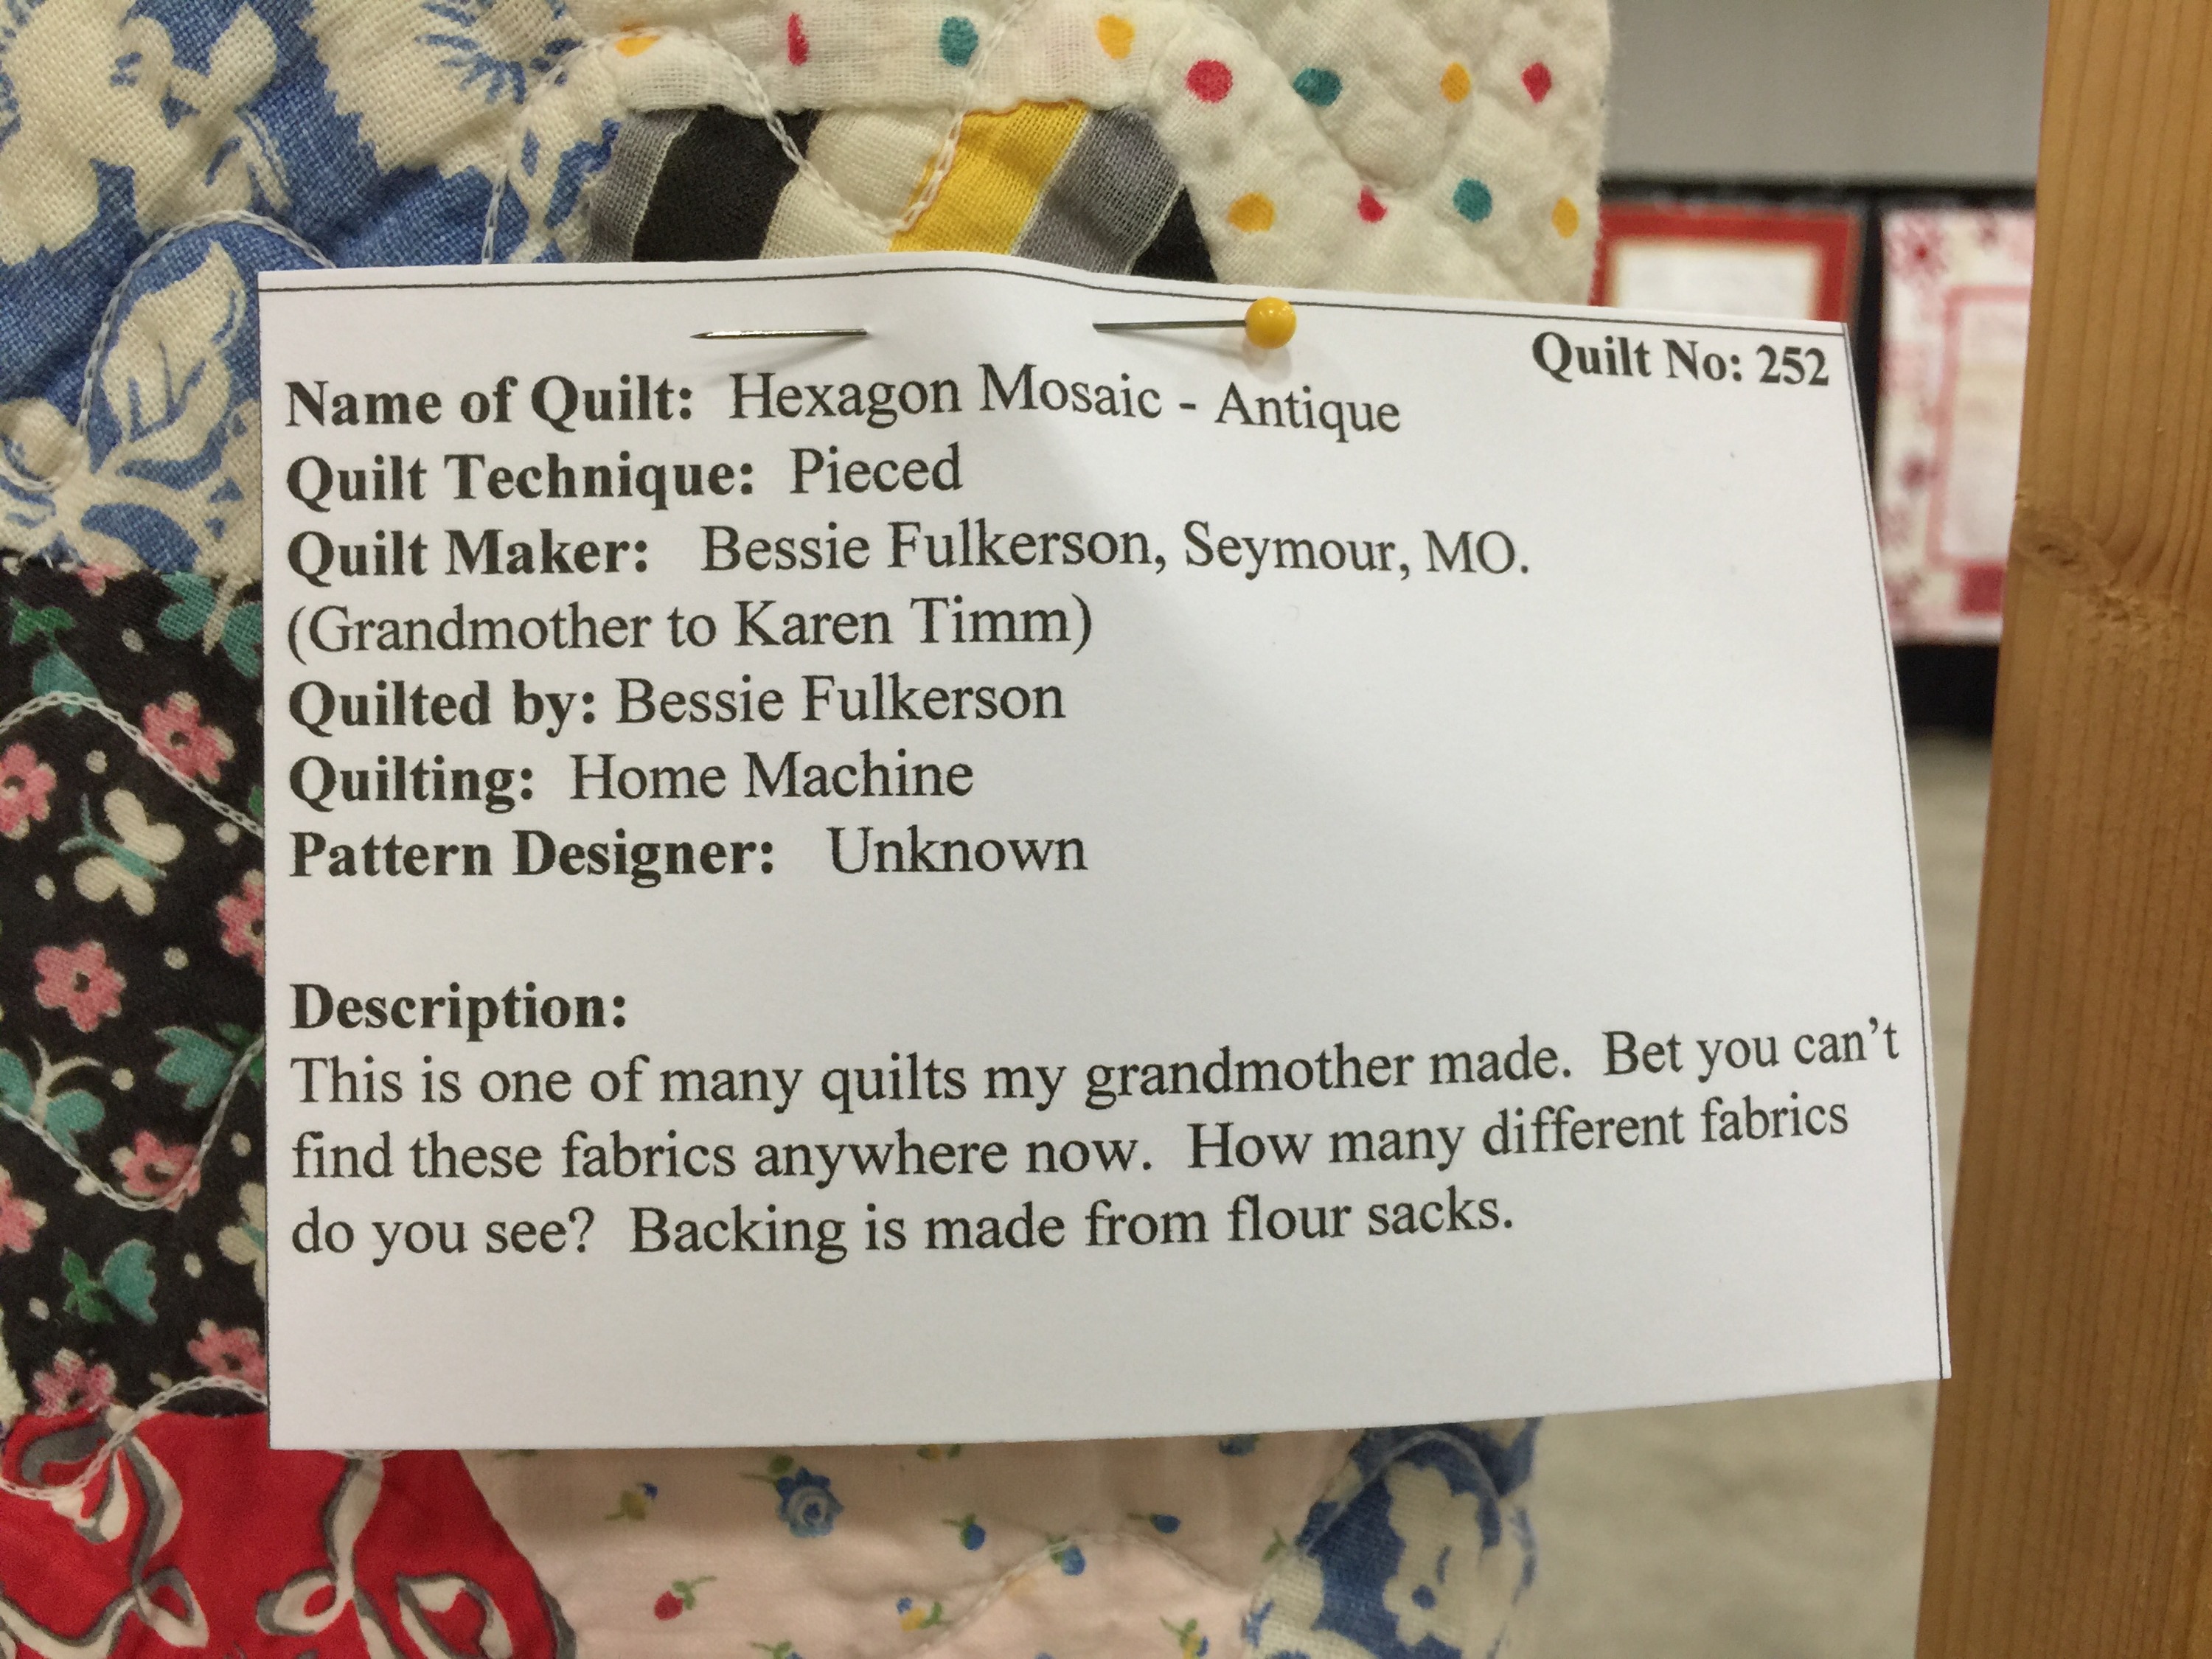 Quilt No: 252
Name of Quilt: Hexagon Mosaic - Antique
Quilt Technique: Pieced
Quilt Maker: Bessie Fulkerson, Seymour, MO.
(Grandmother to Karen Timm)
Quilted by: Bessie Fulkerson
Quilting: Home Machine
Pattern Designer: Unknown
Description:
This is one of many quilts my grandmother made. Bet you can’t
find these fabrics anywhere now. How many different fabrics
do you see? Backing is made from flour sacks.